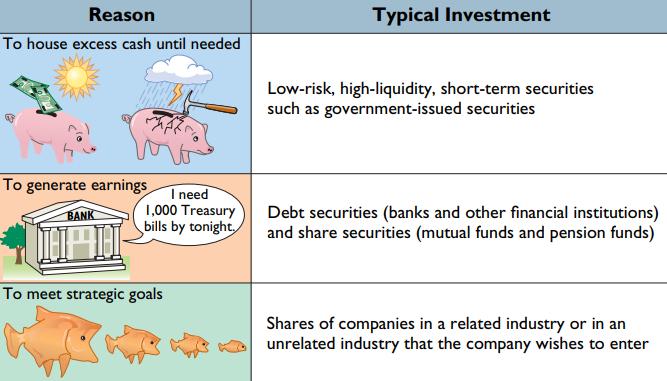 Reason
Typical Investment
To house excess cash until needed
Low-risk, high-liquidity, short-term securities
such as government-issued securities
To generate earnings
BANK
I need
1,000 Treasury
bills by tonight.
Debt securities (banks and other financial institutions)
and share securities (mutual funds and pension funds)
To meet strategic goals
Shares of companies in a related industry or in an
unrelated industry that the company wishes to enter